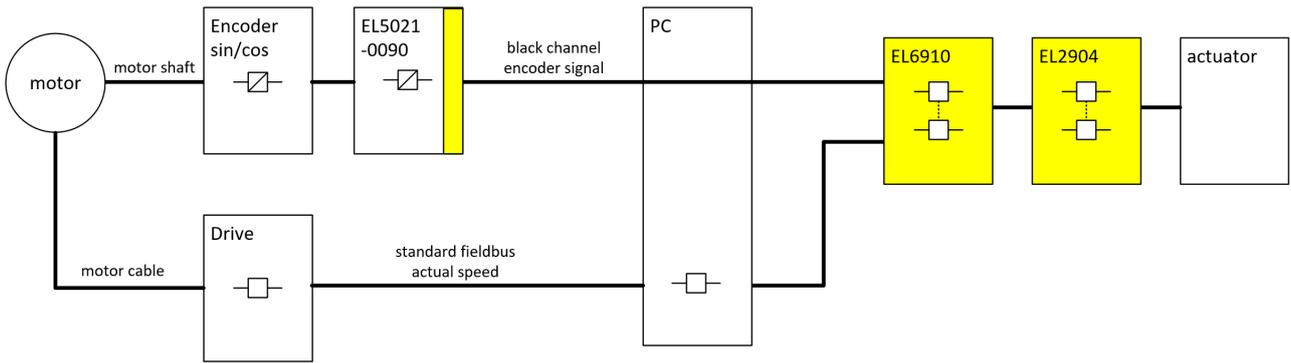 motor
motor shaft
Encoder
sin/cos
EL5021
-0090
black channel
encoder signal
PC
EL6910
EL2904
actuator
Drive
motor cable
standard fieldbus
actual speed